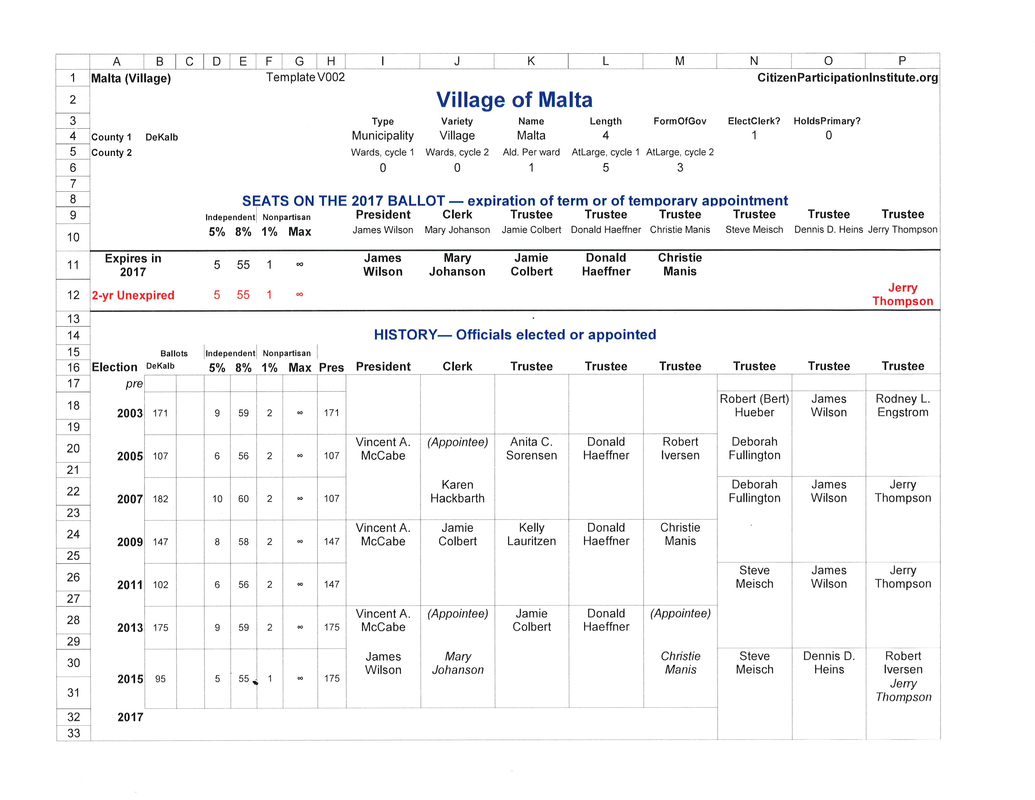 A B C D E F G H I J K L M N O P
1 Malta (Village) Template V002 CitizenParticipationInstitute.org
2 Village of Malta
3 Type Variety Name Length FormOfGov ElectClerk? HoldsPrimary?
4 County 1 DeKalb Municipality Village Malta 4 1 0
5 County 2 Wards, cycle 1 Wards, cycle 2 Ald. Per ward AtLarge, cycle 1 AtLarge, cycle 2
6 0 0 1 5 3
7
8 SEATS ON THE 2017 BALLOT — expiration of term or of temporary appointment
9 Independent Nonpartisan President Clerk Trustee Trustee Trustee Trustee Trustee Trustee
10 5% 8% 1% Max James Wilson Mary Johanson Jamie Colbert Donald Haeffner Christie Manis Steve Meisch Dennis D. Heins Jerry Thompson
11 Expires in 2017 5 55 1 ∞ James Wilson Mary Johanson Jamie Colbert Donald Haeffner Christie Manis
12 2-yr Unexpired 5 55 1 ∞ Jerry Thompson
13
14 HISTORY— Officials elected or appointed
15 Ballots Independent Nonpartisan
16 Election DeKalb 5% 8% 1% Max Pres President Clerk Trustee Trustee Trustee Trustee Trustee Trustee
17 pre
18 2003 171 9 59 2 ∞ 171 Robert (Bert) Hueber James Wilson Rodney L. Engstrom
19
20 2005 107 6 56 2 ∞ 107 Vincent A. McCabe (Appointee) Anita C. Sorensen Donald Haeffner Robert Iversen Deborah Fullington
21
22 2007 182 10 60 2 ∞ 107 Karen Hackbarth Deborah Fullington James Wilson Jerry Thompson
23
24 2009 147 8 58 2 ∞ 147 Vincent A. McCabe Jamie Colbert Kelly Lauritzen Donald Haeffner Christie Manis
25
26 2011 102 6 56 2 ∞ 147 Steve Meisch James Wilson Jerry Thompson
27
28 2013 175 9 59 2 ∞ 175 Vincent A. McCabe (Appointee) Jamie Colbert Donald Haeffner (Appointee)
29
30 2015 95 5 55 1 ∞ 175 James Wilson Mary Johanson Christie Manis Steve Meisch Dennis D. Heins Robert Iversen
31 Jerry Thompson
32 2017
33